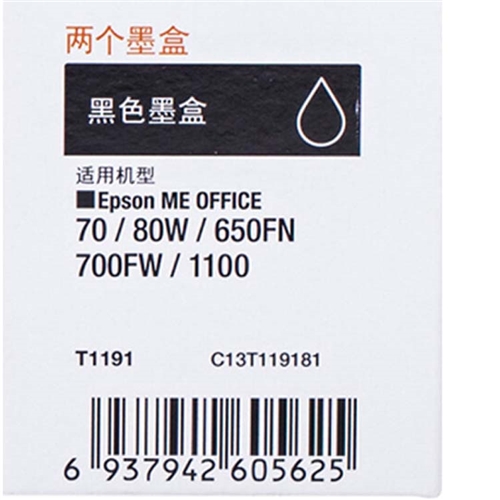 两个墨盒
黑色墨盒
适用机型
■Epson ME OFFICE
70 / 80W / 650FN
700FW / 1100
T1191 C13T119181
6 937942 605625